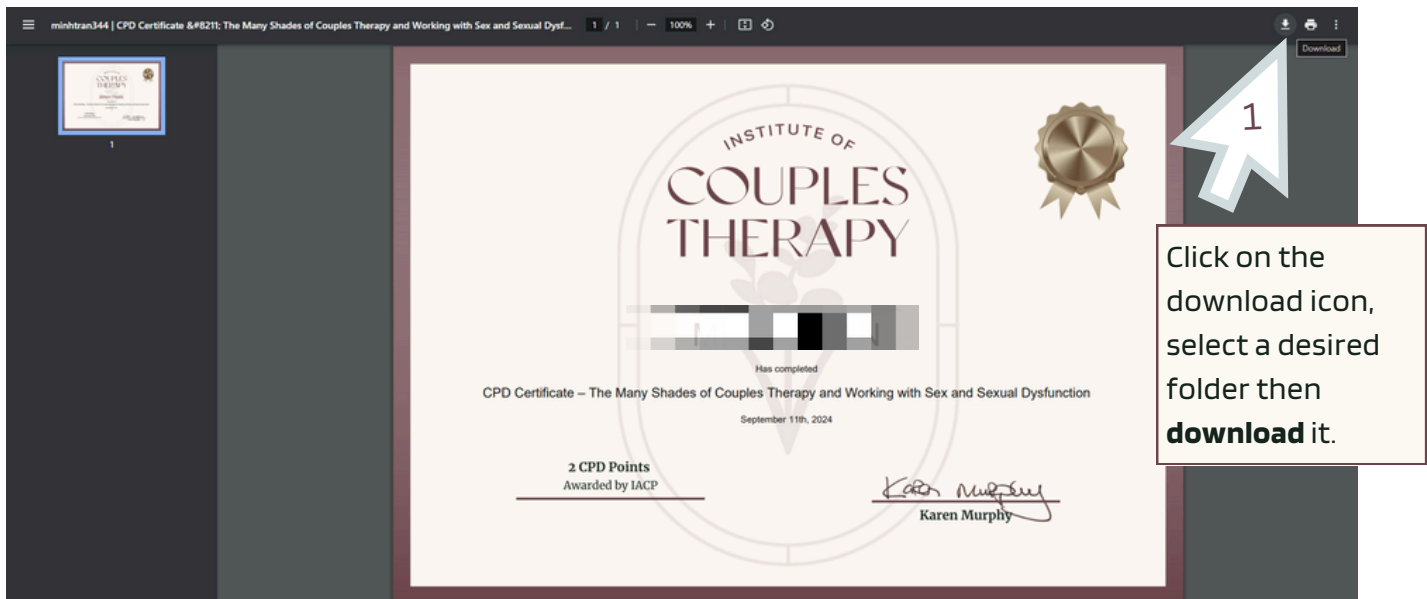 minhtran344 | CPD Certificate &#8211; The Many Shades of Couples Therapy and Working with Sex and Sexual Dysf...
1 / 1
100%
Download
1
1
INSTITUTE OF
COUPLES
THERAPY
Has completed
CPD Certificate – The Many Shades of Couples Therapy and Working with Sex and Sexual Dysfunction
September 11th, 2024
2 CPD Points
Awarded by IACP
Karen Murphy
Karen Murphy
Click on the
download icon,
select a desired
folder then
download it.